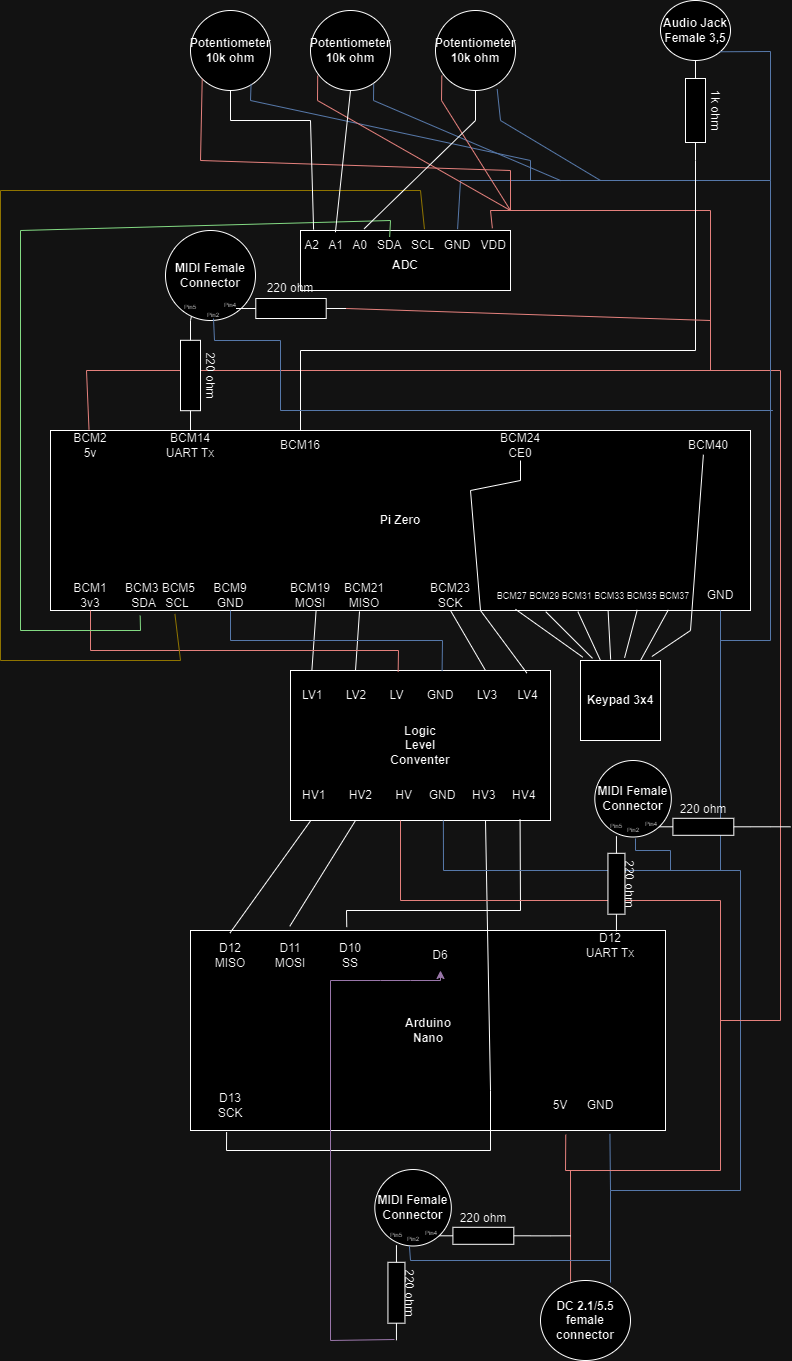 Audio Jack
Female 3,5
Potentiometer
10k ohm
Potentiometer
10k ohm
Potentiometer
10k ohm
1k ohm
A2 A1 A0 SDA SCL GND VDD
ADC
MIDI Female
Connector
220 ohm
Pin5
Pin4
Pin2
220 ohm
BCM2
5v
BCM14
UART Tx
BCM16
BCM24
CE0
BCM40
Pi Zero
BCM1
3v3
BCM3
SDA
BCM5
SCL
BCM9
GND
BCM19
MOSI
BCM21
MISO
BCM23
SCK
BCM27 BCM29 BCM31 BCM33 BCM35 BCM37
GND
LV1 LV2 LV GND LV3 LV4
Keypad 3x4
Logic
Level
Conventer
HV1 HV2 HV GND HV3 HV4
MIDI Female
Connector
220 ohm
Pin5
Pin4
Pin2
220 ohm
D12
MISO
D11
MOSI
D10
SS
D6
D12
UART Tx
Arduino
Nano
D13
SCK
5V GND
MIDI Female
Connector
220 ohm
Pin5
Pin4
Pin2
220 ohm
DC 2.1/5.5
female
connector